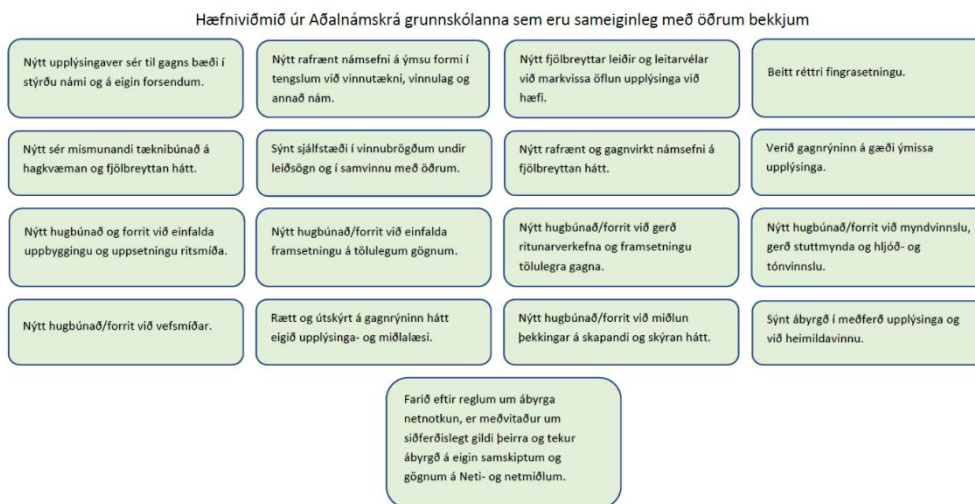 Hæfniviðmið úr Aðalnámskrá grunnskólanna sem eru sameiginleg með öðrum bekkjum
Nýtt upplýsingaver sér til gagns bæði í
stýrðu námi og á eigin forsendum.
Nýtt rafrænt námsefni á ýmsu formi í
tengslum við vinnutækni, vinnulag og
annað nám.
Nýtt fjölbreyttar leiðir og leitarvélar
við markvissa öflun upplýsinga við
hæfi.
Beitt réttri fingrasetningu.
Nýtt sér mismunandi tæknibúnað á
hagkvæman og fjölbreyttan hátt.
Sýnt sjálfstæði í vinnubrögðum undir
leiðsögn og í samvinnu með öðrum.
Nýtt rafrænt og gagnvirkt námsefni á
fjölbreyttan hátt.
Verið gagnrýninn á gæði ýmissa
upplýsinga.
Nýtt hugbúnað og forrit við einfalda
uppbyggingu og uppsetningu ritsmíða.
Nýtt hugbúnað/forrit við einfalda
framsetningu á tölulegum gögnum.
Nýtt hugbúnað/forrit við gerð
ritunarverkefna og framsetningu
tölulegra gagna.
Nýtt hugbúnað/forrit við myndvinnslu,
gerð stuttmynda og hljóð- og
tónvinnslu.
Nýtt hugbúnað/forrit við vefsmíðar.
Rætt og útskýrt á gagnrýninn hátt
eigið upplýsinga- og miðlalæsi.
Nýtt hugbúnað/forrit við miðlun
þekkingar á skapandi og skýran hátt.
Sýnt ábyrgð í meðferð upplýsinga og
við heimildavinnu.
Farið eftir reglum um ábyrga
netnotkun, er meðvitaður um
siðferðislegt gildi þeirra og tekur
ábyrgð á eigin samskiptum og
gögnum á Neti- og netmiðlum.